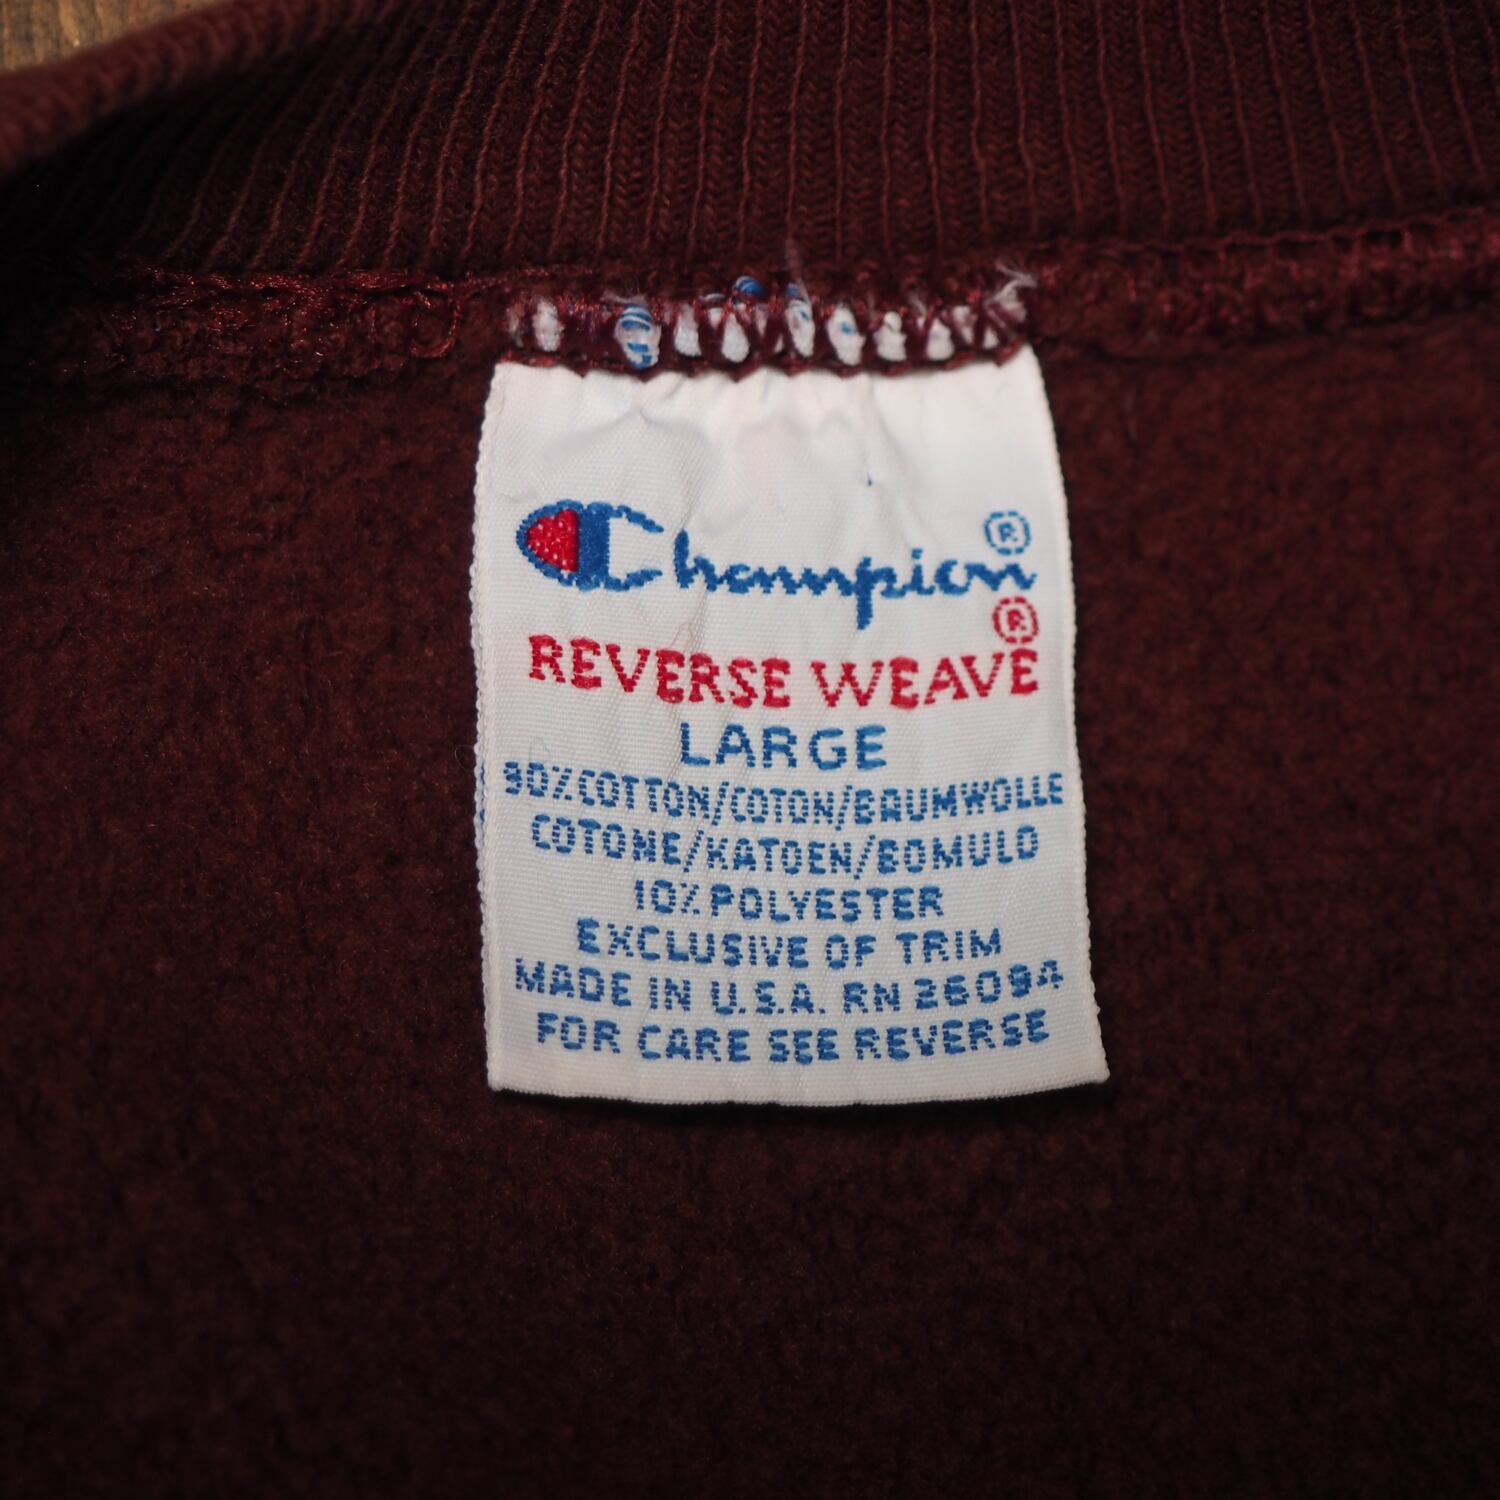 Champion®
REVERSE WEAVE®
LARGE
90% COTTON/COTON/BAUMWOLLE
COTONE/KATOEN/BOMULD
10% POLYESTER
EXCLUSIVE OF TRIM
MADE IN U.S.A. RN 26094
FOR CARE SEE REVERSE